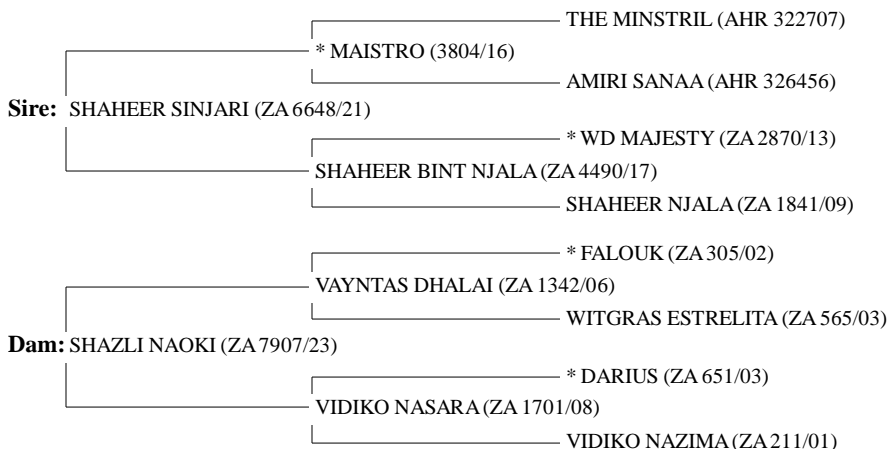 THE MINSTRIL (AHR 322707)
* MAISTRO (3804/16)
AMIRI SANAA (AHR 326456)
Sire: SHAHEER SINJARI (ZA 6648/21)
* WD MAJESTY (ZA 2870/13)
SHAHEER BINT NJALA (ZA 4490/17)
SHAHEER NJALA (ZA 1841/09)
* FALOUK (ZA 305/02)
VAYNTAS DHALAI (ZA 1342/06)
WITGRAS ESTRELITA (ZA 565/03)
Dam: SHAZLI NAOKI (ZA 7907/23)
* DARIUS (ZA 651/03)
VIDIKO NASARA (ZA 1701/08)
VIDIKO NAZIMA (ZA 211/01)